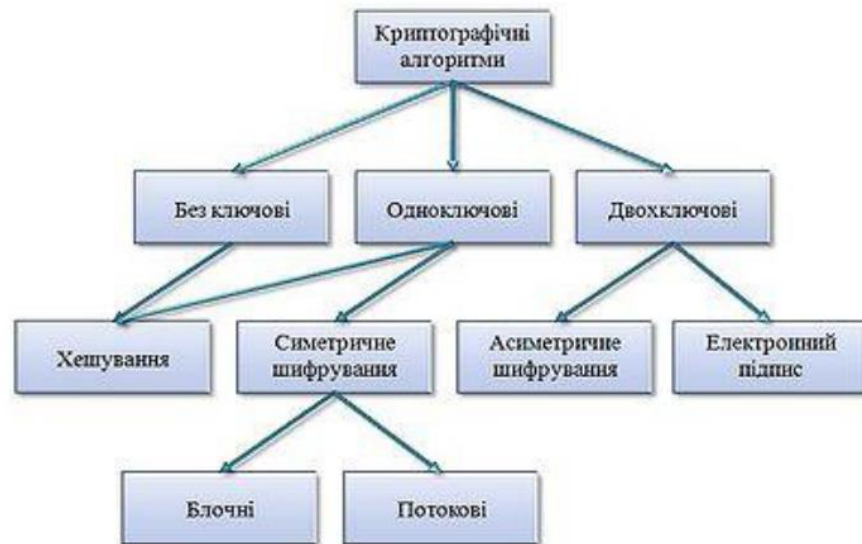 Криптографічні
алгоритми
Без ключові
Одноключові
Двохключові
Хешування
Симетричне
шифрування
Асиметричне
шифрування
Електронний
підпис
Блочні
Потокові